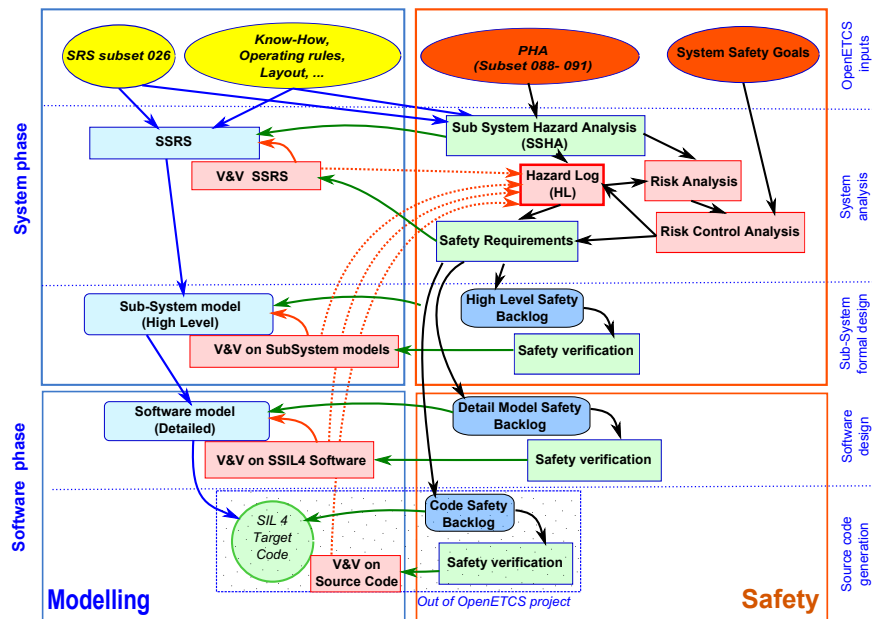 SRS subset 026
Know-How,
Operating rules,
Layout, ...
PHA
(Subset 088- 091)
System Safety Goals
OpenETCS
inputs
System phase
SSRS
Sub System Hazard Analysis
(SSHA)
V&V SSRS
Hazard Log
(HL)
Risk Analysis
Safety Requirements
Risk Control Analysis
System
analysis
Sub-System model
(High Level)
High Level Safety
Backlog
V&V on SubSystem models
Safety verification
Sub-System
formal design
Software phase
Software model
(Detailed)
Detail Model Safety
Backlog
V&V on SSIL4 Software
Safety verification
Software
design
SIL 4
Target
Code
Code Safety
Backlog
V&V on
Source Code
Safety verification
Source code
generation
Modelling
Out of OpenETCS project
Safety